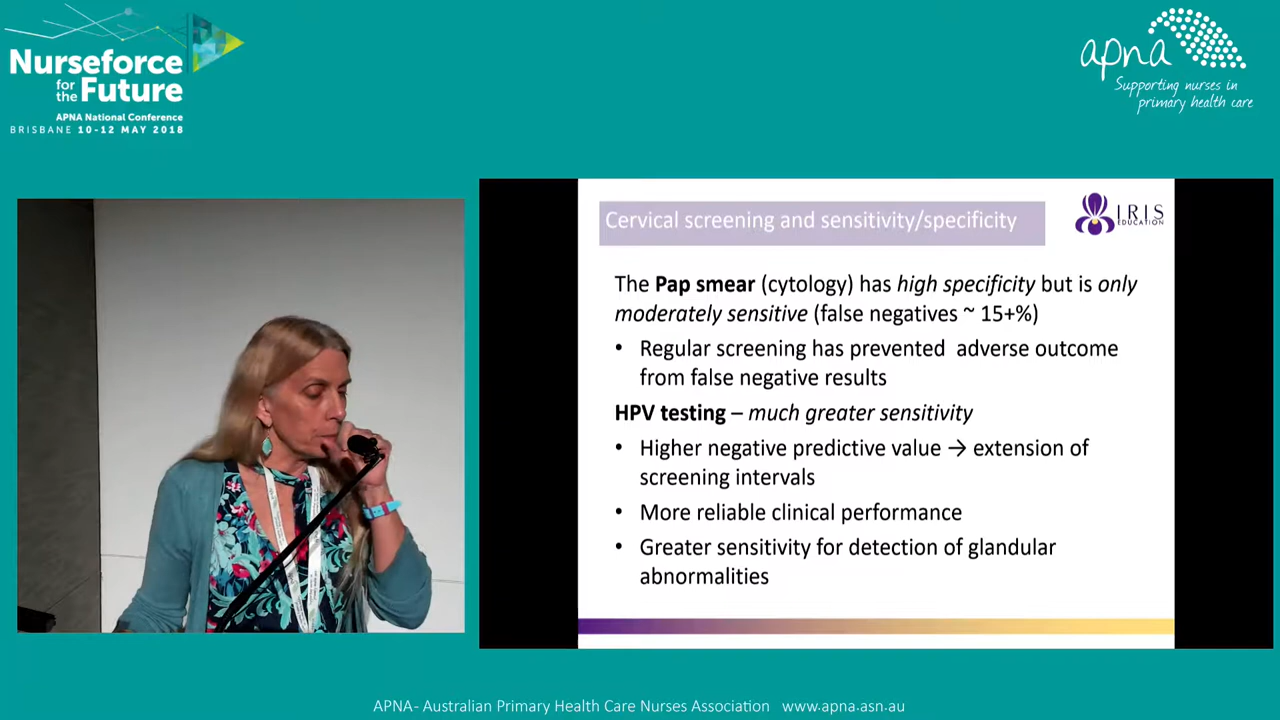 Nurseforce
for
the Future
APNA National Conference
BRISBANE 10-12 MAY 2018
apna
Supporting nurses in
primary health care
Cervical screening and sensitivity/specificity
IRIS
EDUCATION
The Pap smear (cytology) has high specificity but is only
moderately sensitive (false negatives ~ 15+%)
• Regular screening has prevented adverse outcome
from false negative results
HPV testing – much greater sensitivity
• Higher negative predictive value → extension of
screening intervals
• More reliable clinical performance
• Greater sensitivity for detection of glandular
abnormalities
APNA- Australian Primary Health Care Nurses Association www.apna.asn.au